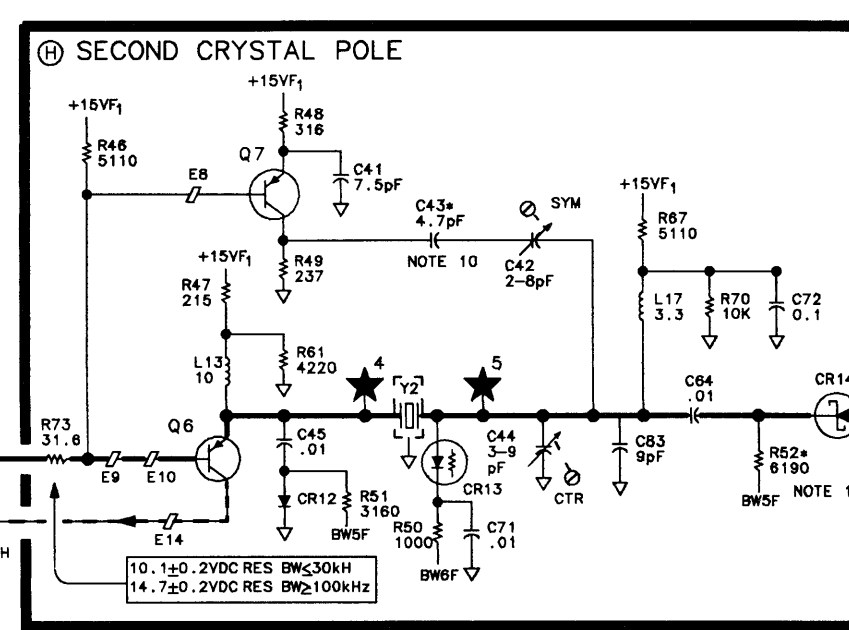 H SECOND CRYSTAL POLE
+15VF1
+15VF1
R48
316
R46
5110
Q7
E8
C41
7.5pF
C43*
4.7pF
SYM
+15VF1
R67
5110
+15VF1
R49
237
NOTE 10
C42
2-8pF
R47
215
L17
3.3
R70
10K
C72
0.1
L13
10
R61
4220
4
5
Y2
C64
.01
CR14
R73
31.6
Q6
C45
.01
C44
3-9
pF
C83
9pF
R52*
6190
E9
E10
CR12
R51
3160
CR13
CTR
BW5F
NOTE 1
BW5F
R50
1000
C71
.01
E14
H
BW6F
10.1±0.2VDC RES BW≤30kH
14.7±0.2VDC RES BW≥100kHz